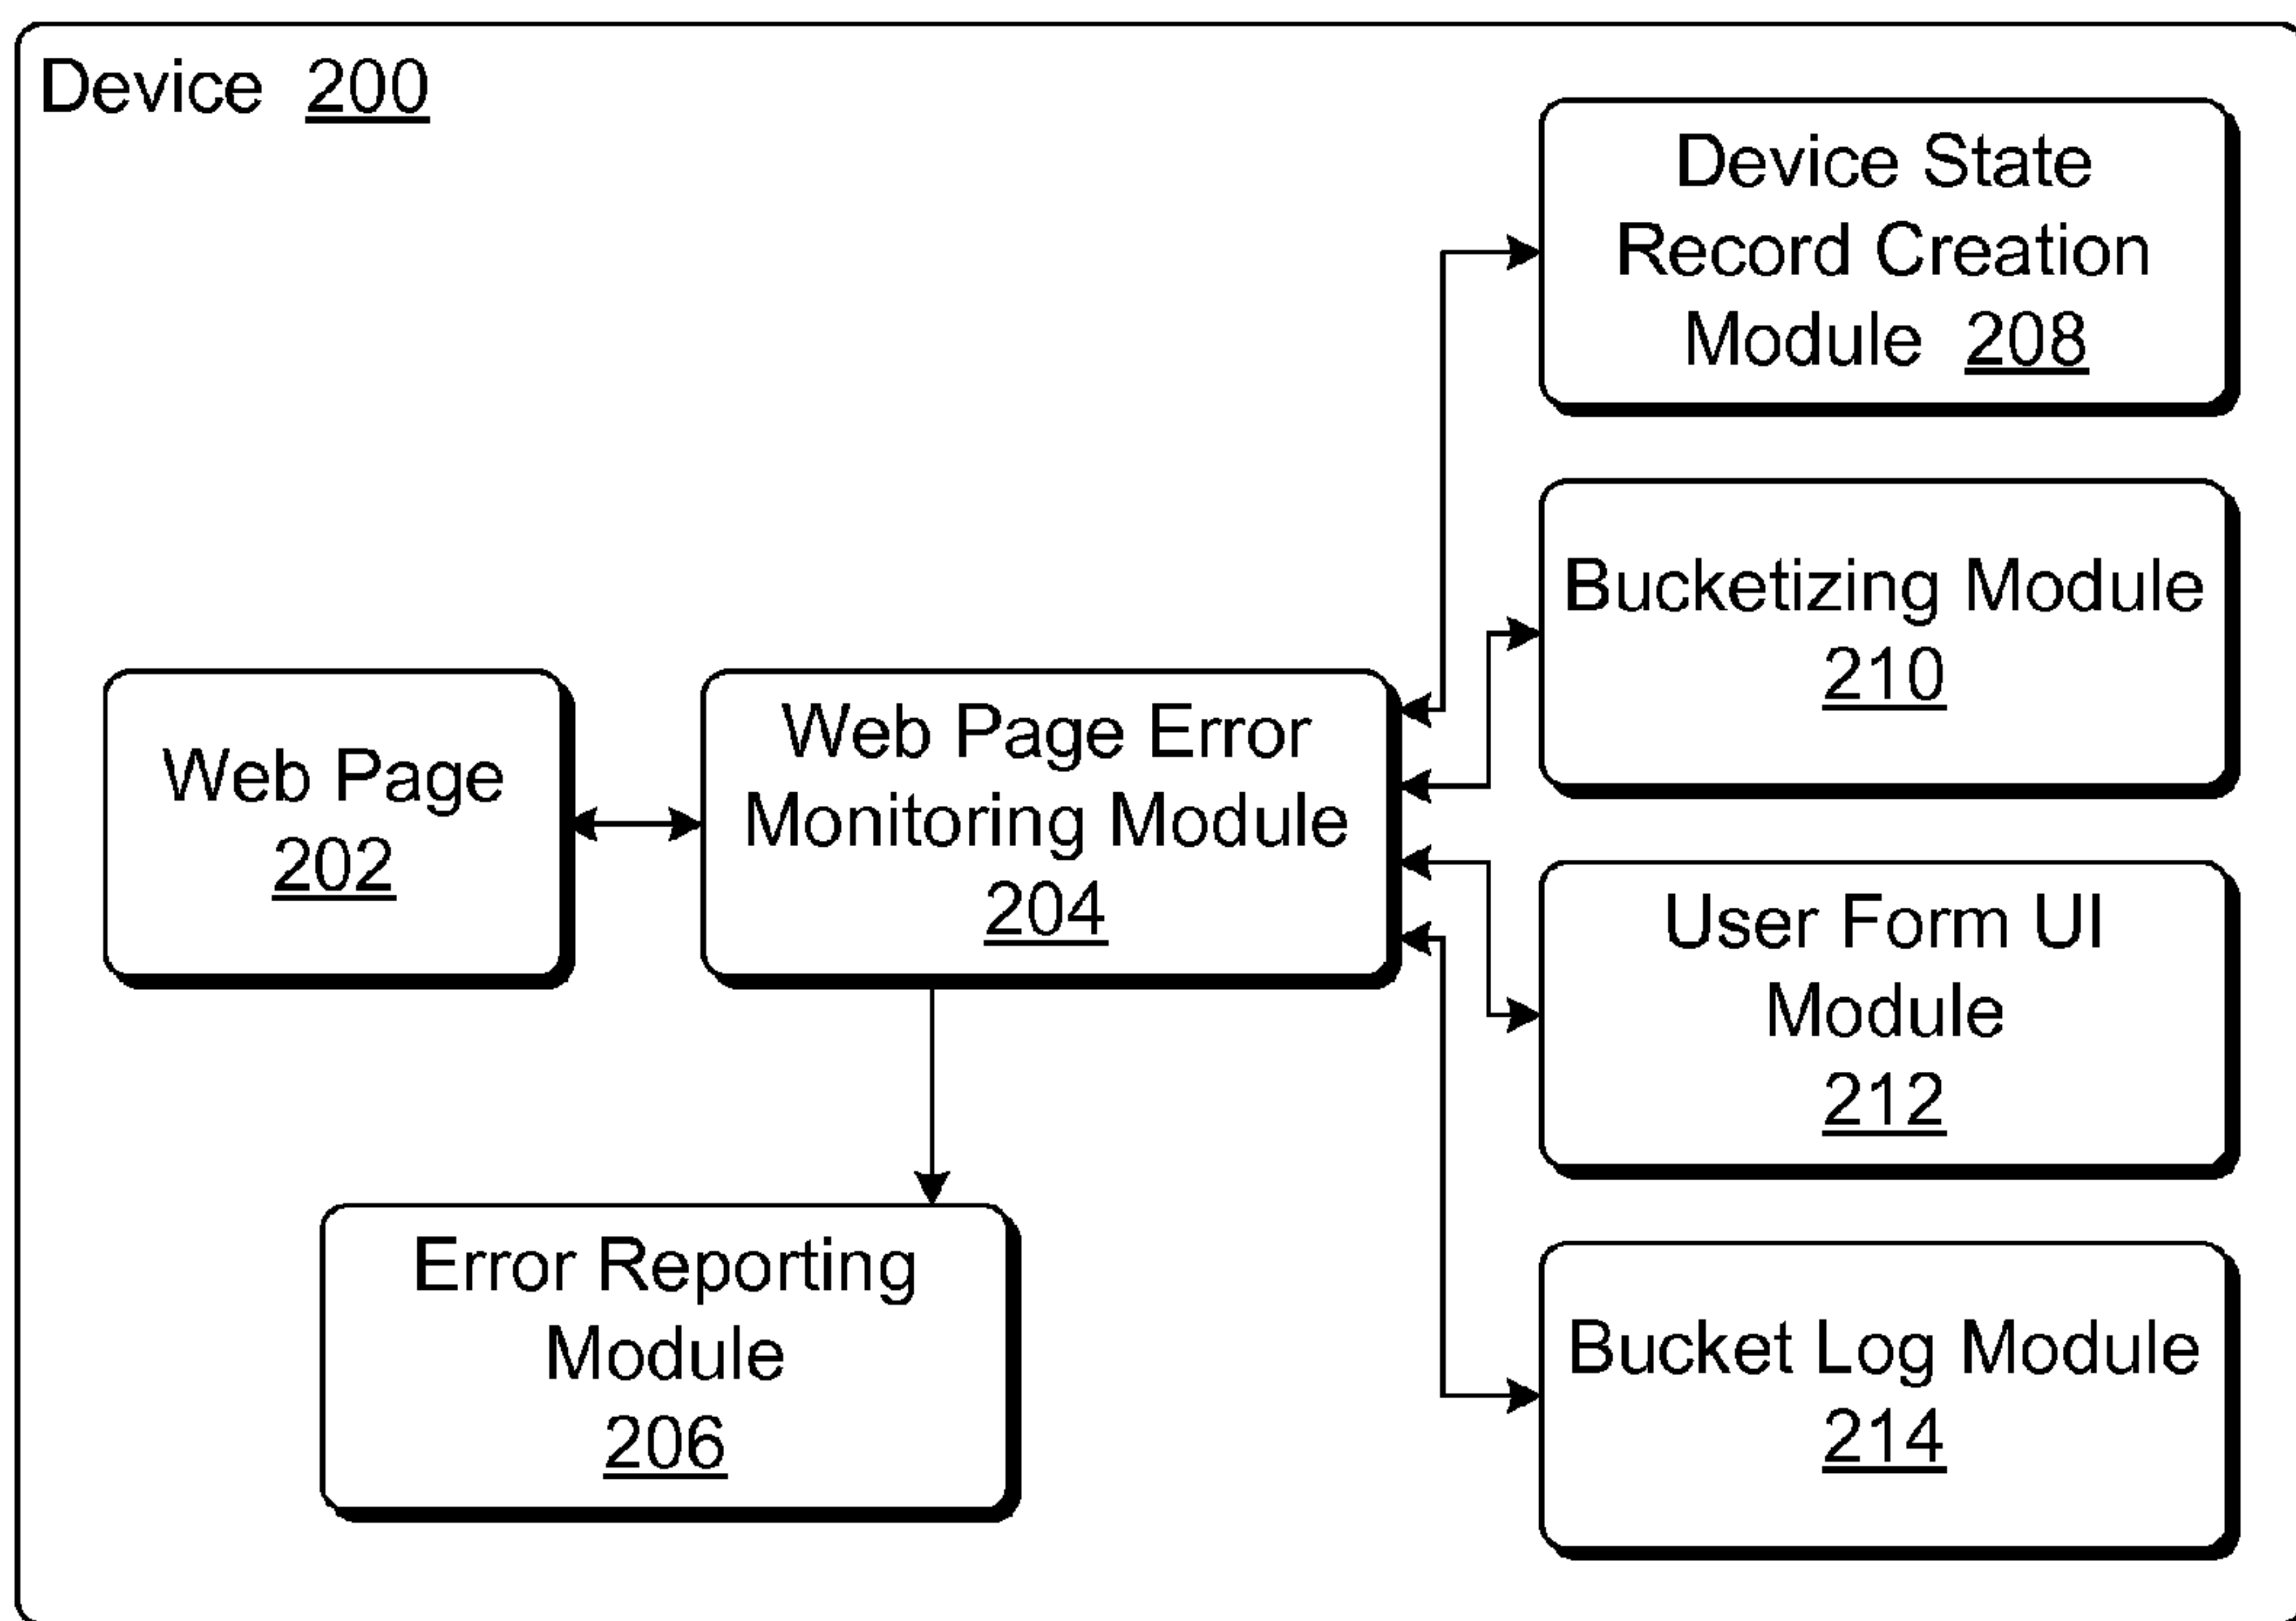 Device 200
Device State
Record Creation
Module 208
Bucketizing Module
210
Web Page
202
Web Page Error
Monitoring Module
204
User Form UI
Module
212
Error Reporting
Module
206
Bucket Log Module
214